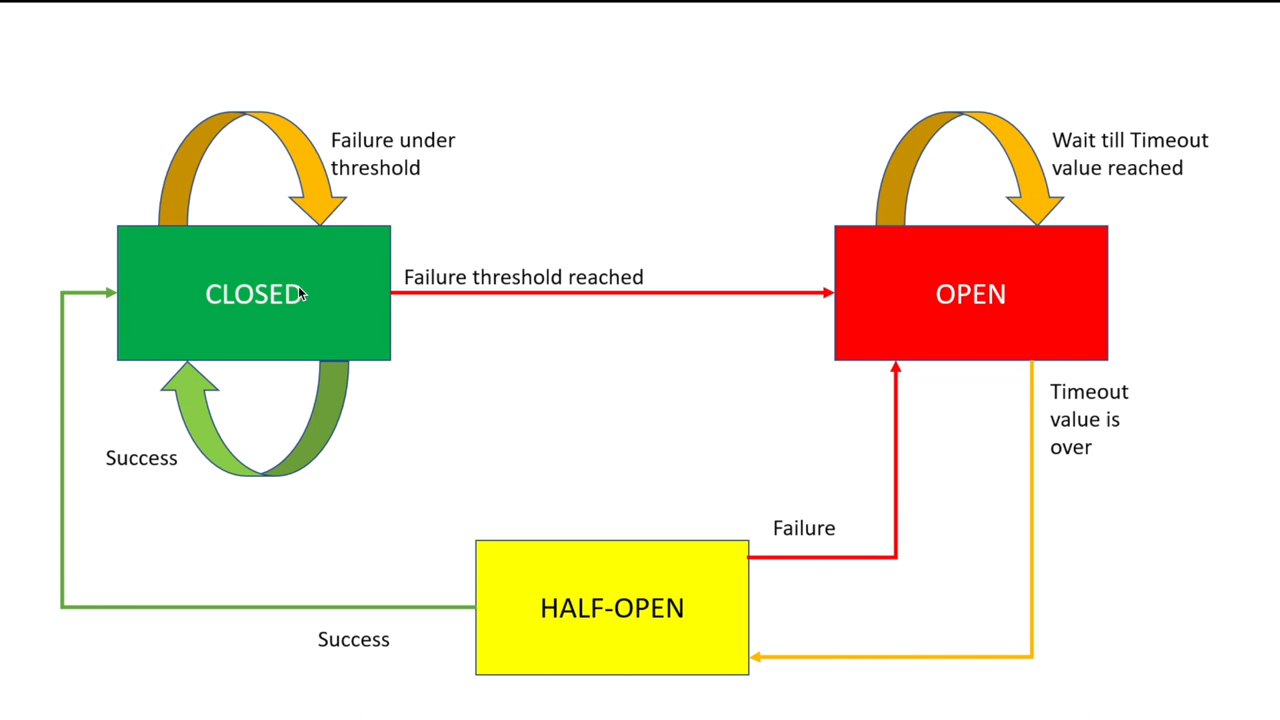 Failure under
threshold
Wait till Timeout
value reached
CLOSED
Failure threshold reached
OPEN
Timeout
value is
over
Success
Failure
HALF-OPEN
Success